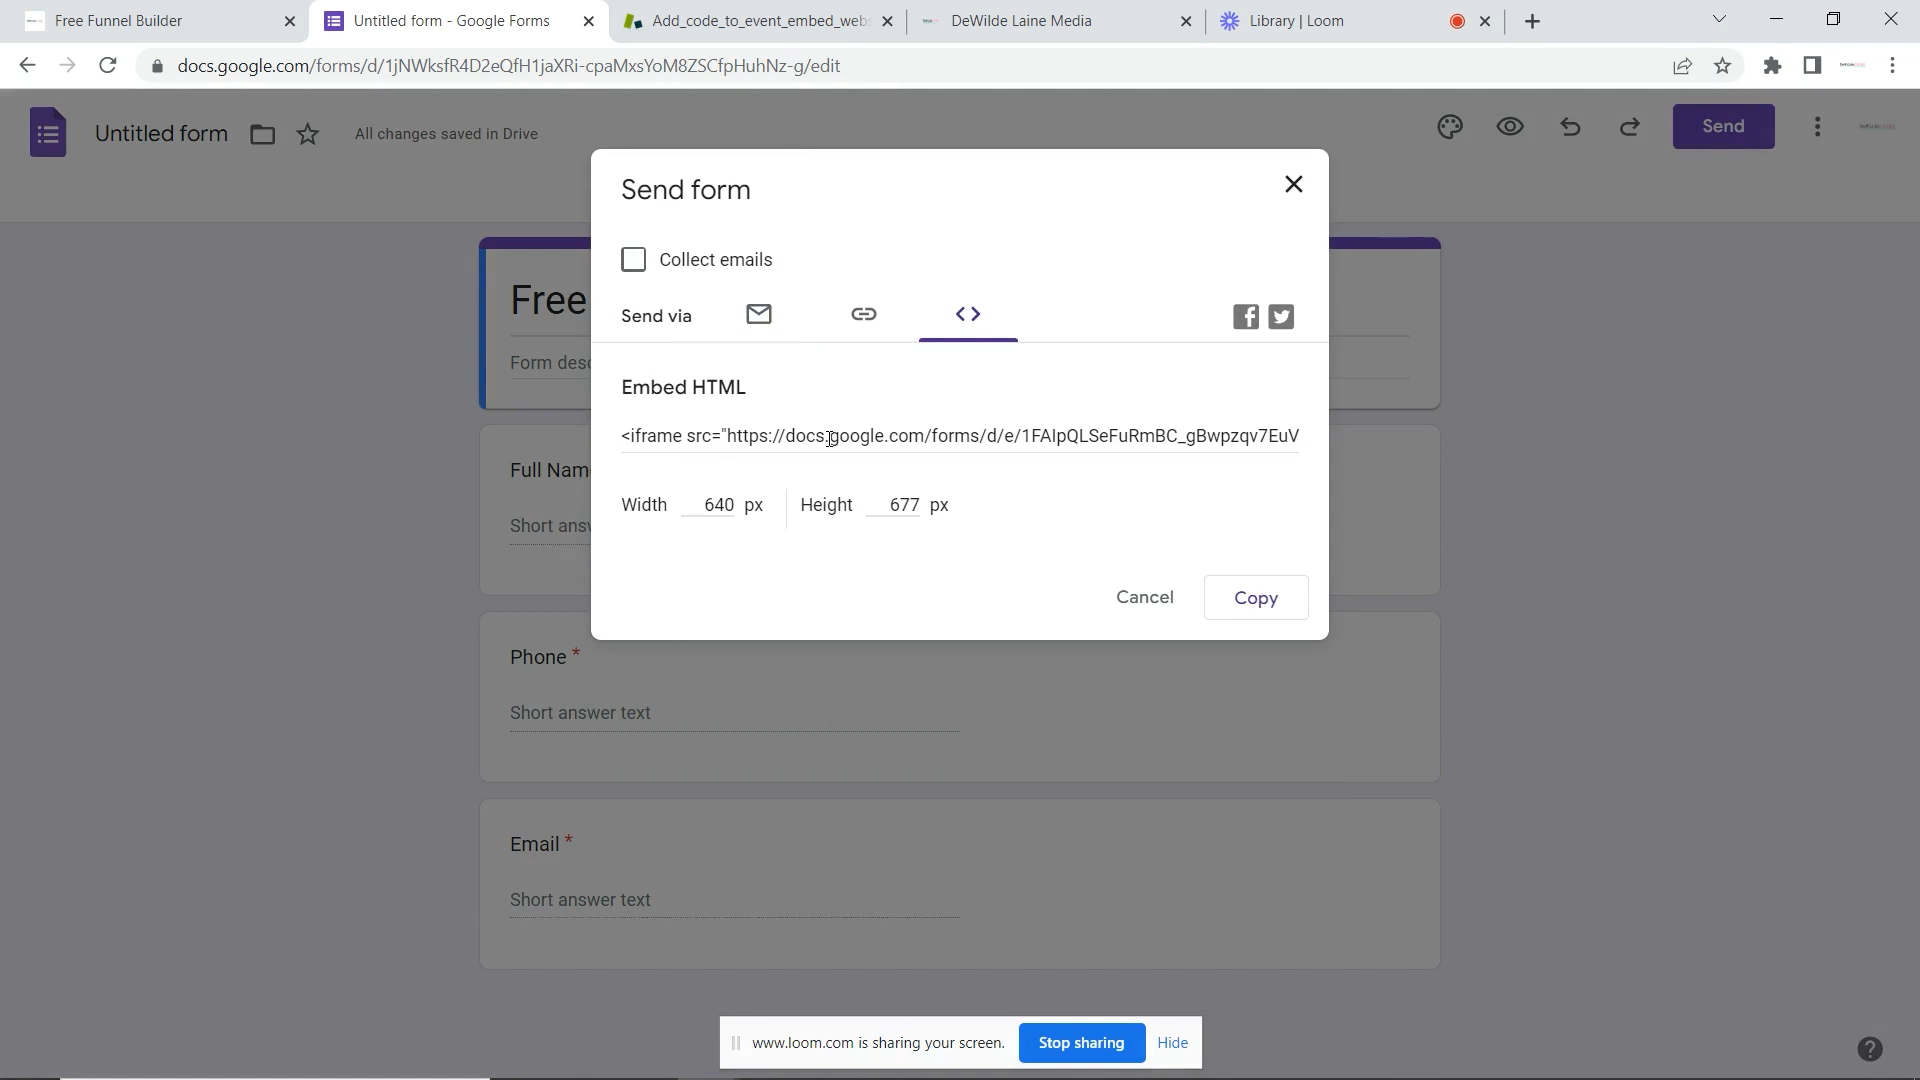 Free Funnel Builder
Untitled form - Google Forms
Add_code_to_event_embed_webs
DeWilde Laine Media
Library | Loom
docs.google.com/forms/d/1jNWksfR4D2eQfH1jaXRi-cpaMxsYoM8ZSCfpHuhNz-g/edit
Untitled form
All changes saved in Drive
Send
Send form
Collect emails
Free
Send via
Form desc
Embed HTML
<iframe src="https://docs.google.com/forms/d/e/1FAIpQLSeFuRmBC_gBwpzqv7EuV
Full Nam
Width 640 px Height 677 px
Short answ
Cancel
Copy
Phone *
Short answer text
Email *
Short answer text
www.loom.com is sharing your screen.
Stop sharing
Hide